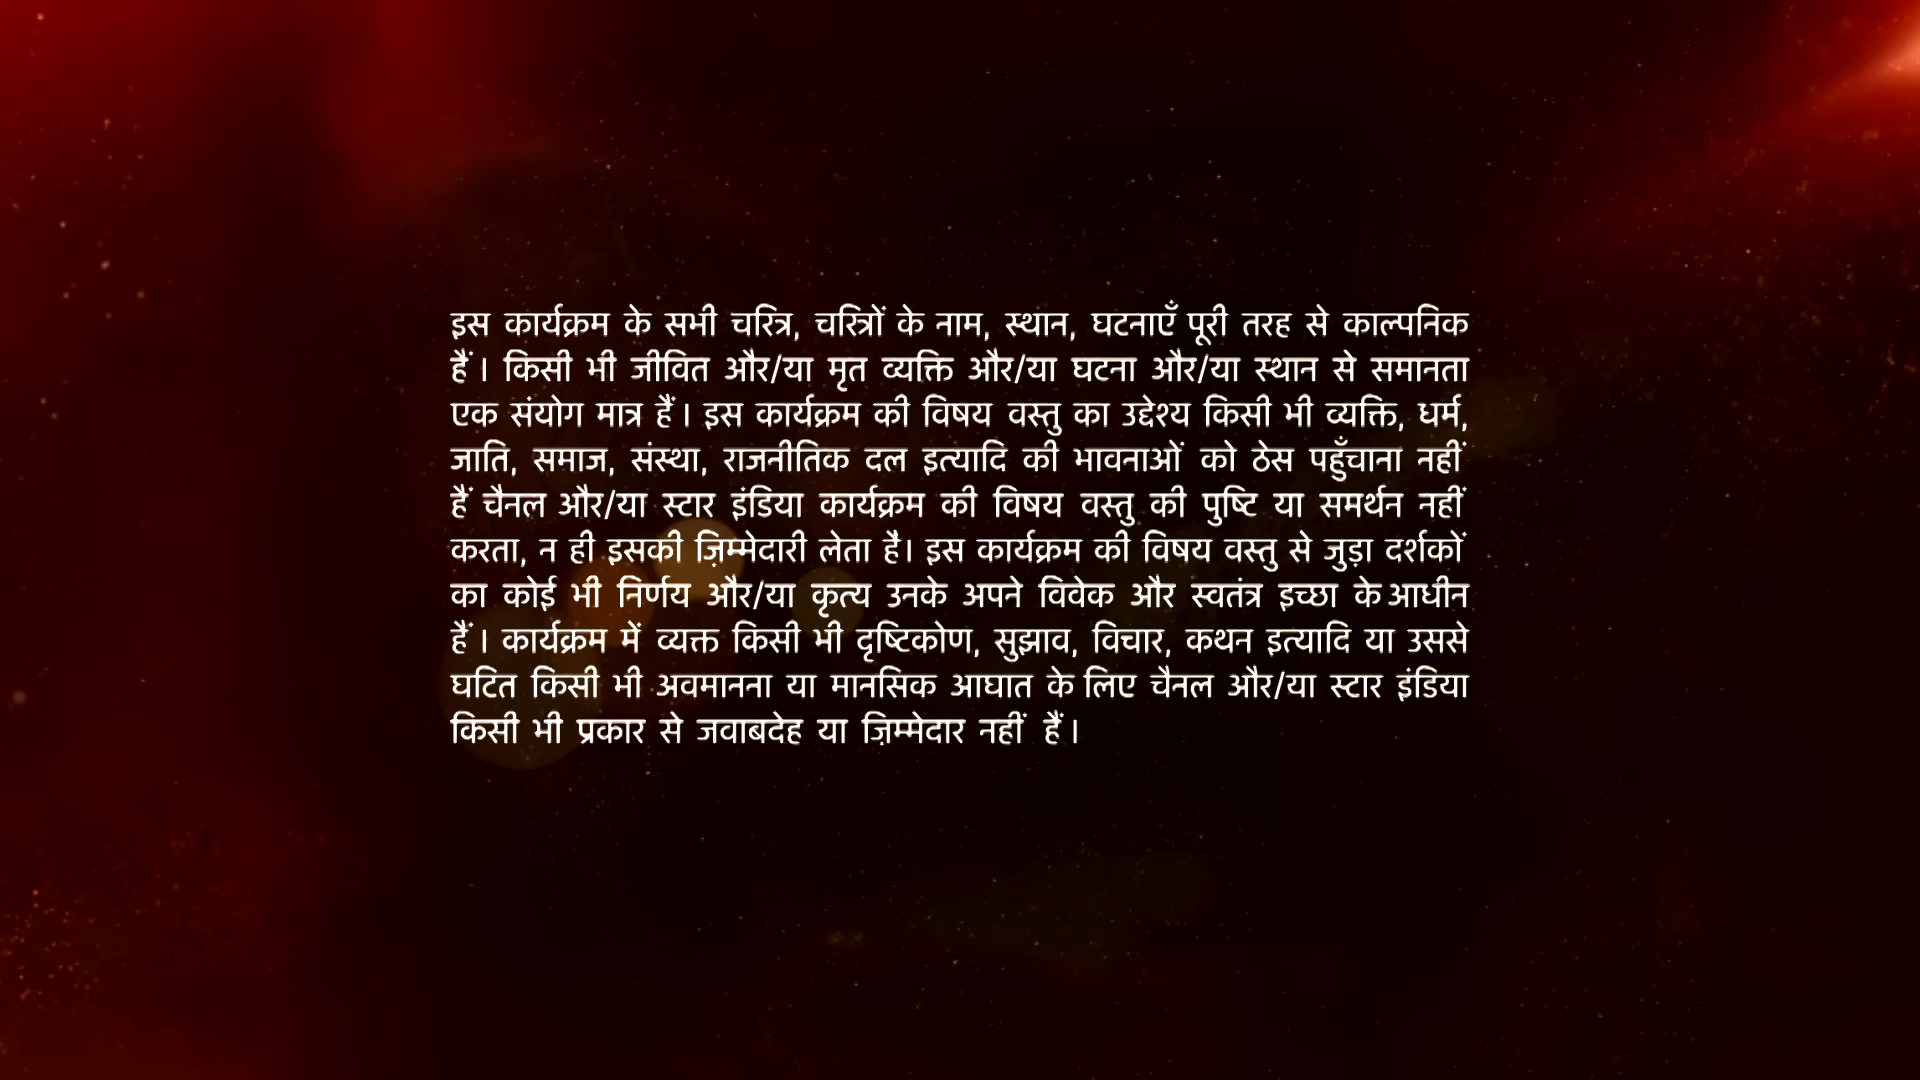 इस कार्यक्रम के सभी चरित्र, चरित्रों के नाम, स्थान, घटनाएँ पूरी तरह से काल्पनिक
हैं । किसी भी जीवित और/या मृत व्यक्ति और/या घटना और/या स्थान से समानता
एक संयोग मात्र हैं । इस कार्यक्रम की विषय वस्तु का उद्देश्य किसी भी व्यक्ति, धर्म,
जाति, समाज, संस्था, राजनीतिक दल इत्यादि की भावनाओं को ठेस पहुँचाना नहीं
हैं चैनल और/या स्टार इंडिया कार्यक्रम की विषय वस्तु की पुष्टि या समर्थन नहीं
करता, न ही इसकी ज़िम्मेदारी लेता है। इस कार्यक्रम की विषय वस्तु से जुड़ा दर्शकों
का कोई भी निर्णय और/या कृत्य उनके अपने विवेक और स्वतंत्र इच्छा के आधीन
हैं । कार्यक्रम में व्यक्त किसी भी दृष्टिकोण, सुझाव, विचार, कथन इत्यादि या उससे
घटित किसी भी अवमानना या मानसिक आघात के लिए चैनल और/या स्टार इंडिया
किसी भी प्रकार से जवाबदेह या ज़िम्मेदार नहीं हैं ।